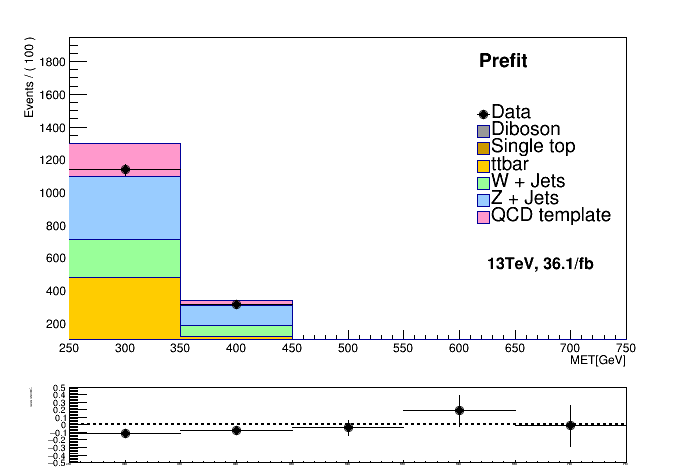 Events / ( 100 )
1800
1600
1400
1200
1000
800
600
400
200
Prefit
Data
Diboson
Single top
ttbar
W + Jets
Z + Jets
QCD template
13TeV, 36.1/fb
250 300 350 400 450 500 550 600 650 700 750
MET[GeV]
0.5
0.4
0.3
0.2
0.1
0
−0.1
−0.2
−0.3
−0.4
−0.5